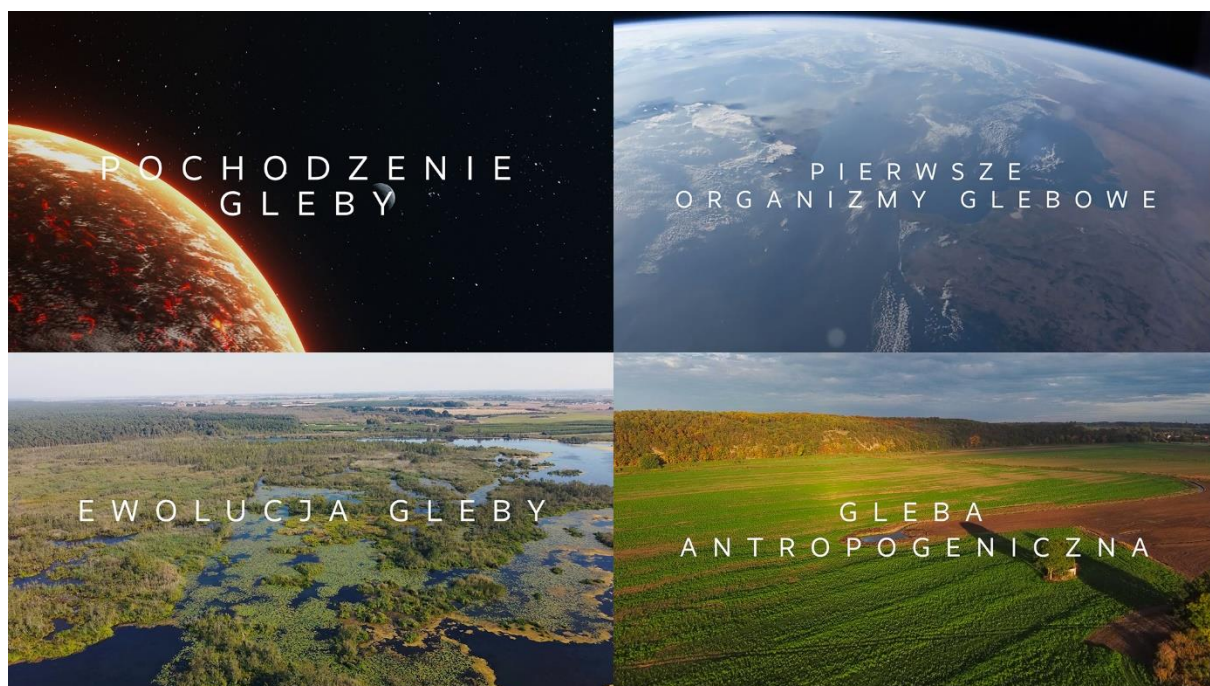 POCHODZENIE
GLEBY
PIERWSZE
ORGANIZMY GLEBOWE
EWOLUCJA GLEBY
GLEBA
ANTROPOGENICZNA